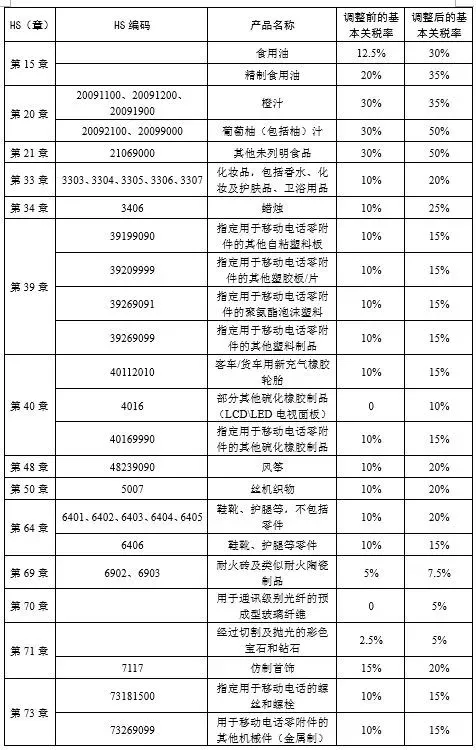 HS（章） HS 编码 产品名称 调整前的基本关税率 调整后的基本关税率
第 15 章 食用油 12.5% 30%
精制食用油 20% 35%
第 20 章 20091100、20091200、20091900 橙汁 30% 35%
20092100、20099000 葡萄柚（包括柚）汁 30% 50%
第 21 章 21069000 其他未列明食品 30% 50%
第 33 章 3303、3304、3305、3306、3307 化妆品，包括香水、化妆及护肤品、卫浴用品 10% 20%
第 34 章 3406 蜡烛 10% 25%
第 39 章 39199090 指定用于移动电话零附件的其他自粘塑料板 10% 15%
39209999 指定用于移动电话零附件的其他塑胶板/片 10% 15%
39269091 指定用于移动电话零附件的聚氨酯泡沫塑料 10% 15%
39269099 指定用于移动电话零附件的其他塑料制品 10% 15%
第 40 章 40112010 客车/货车用新充气橡胶轮胎 10% 15%
4016 部分其他硫化橡胶制品（LCD\LED 电视面板） 0 10%
40169990 指定用于移动电话零附件的其他硫化橡胶制品 10% 15%
第 48 章 48239090 风筝 10% 20%
第 50 章 5007 丝机织物 10% 20%
第 64 章 6401、6402、6403、6404、6405 鞋靴、护腿等，不包括零件 10% 20%
6406 鞋靴、护腿等零件 10% 15%
第 69 章 6902、6903 耐火砖及类似耐火陶瓷制品 5% 7.5%
第 70 章 用于通讯级别光纤的预成型玻璃纤维 0 5%
第 71 章 经过切割及抛光的彩色宝石和钻石 2.5% 5%
7117 仿制首饰 15% 20%
第 73 章 73181500 指定用于移动电话的螺丝和螺栓 10% 15%
73269099 用于移动电话零附件的其他机械件（金属制） 10% 15%